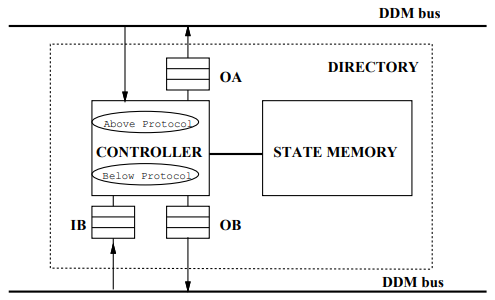 DDM bus
DIRECTORY
OA
Above Protocol
CONTROLLER
STATE MEMORY
Below Protocol
IB
OB
DDM bus